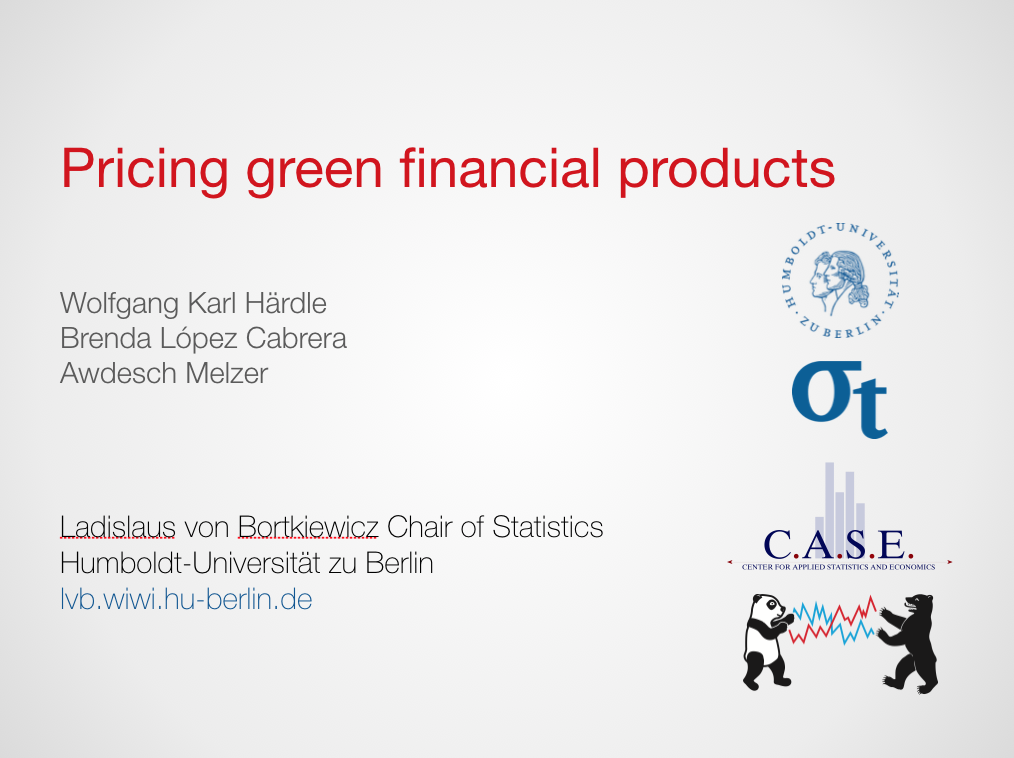 Pricing green financial products
Wolfgang Karl Härdle
Brenda López Cabrera
Awdesch Melzer
Ladislaus von Bortkiewicz Chair of Statistics
Humboldt-Universität zu Berlin
lvb.wiwi.hu-berlin.de
HUMBOLDT-UNIVERSITÄT
· ZU BERLIN ·
σt
C.A.S.E.
CENTER FOR APPLIED STATISTICS AND ECONOMICS